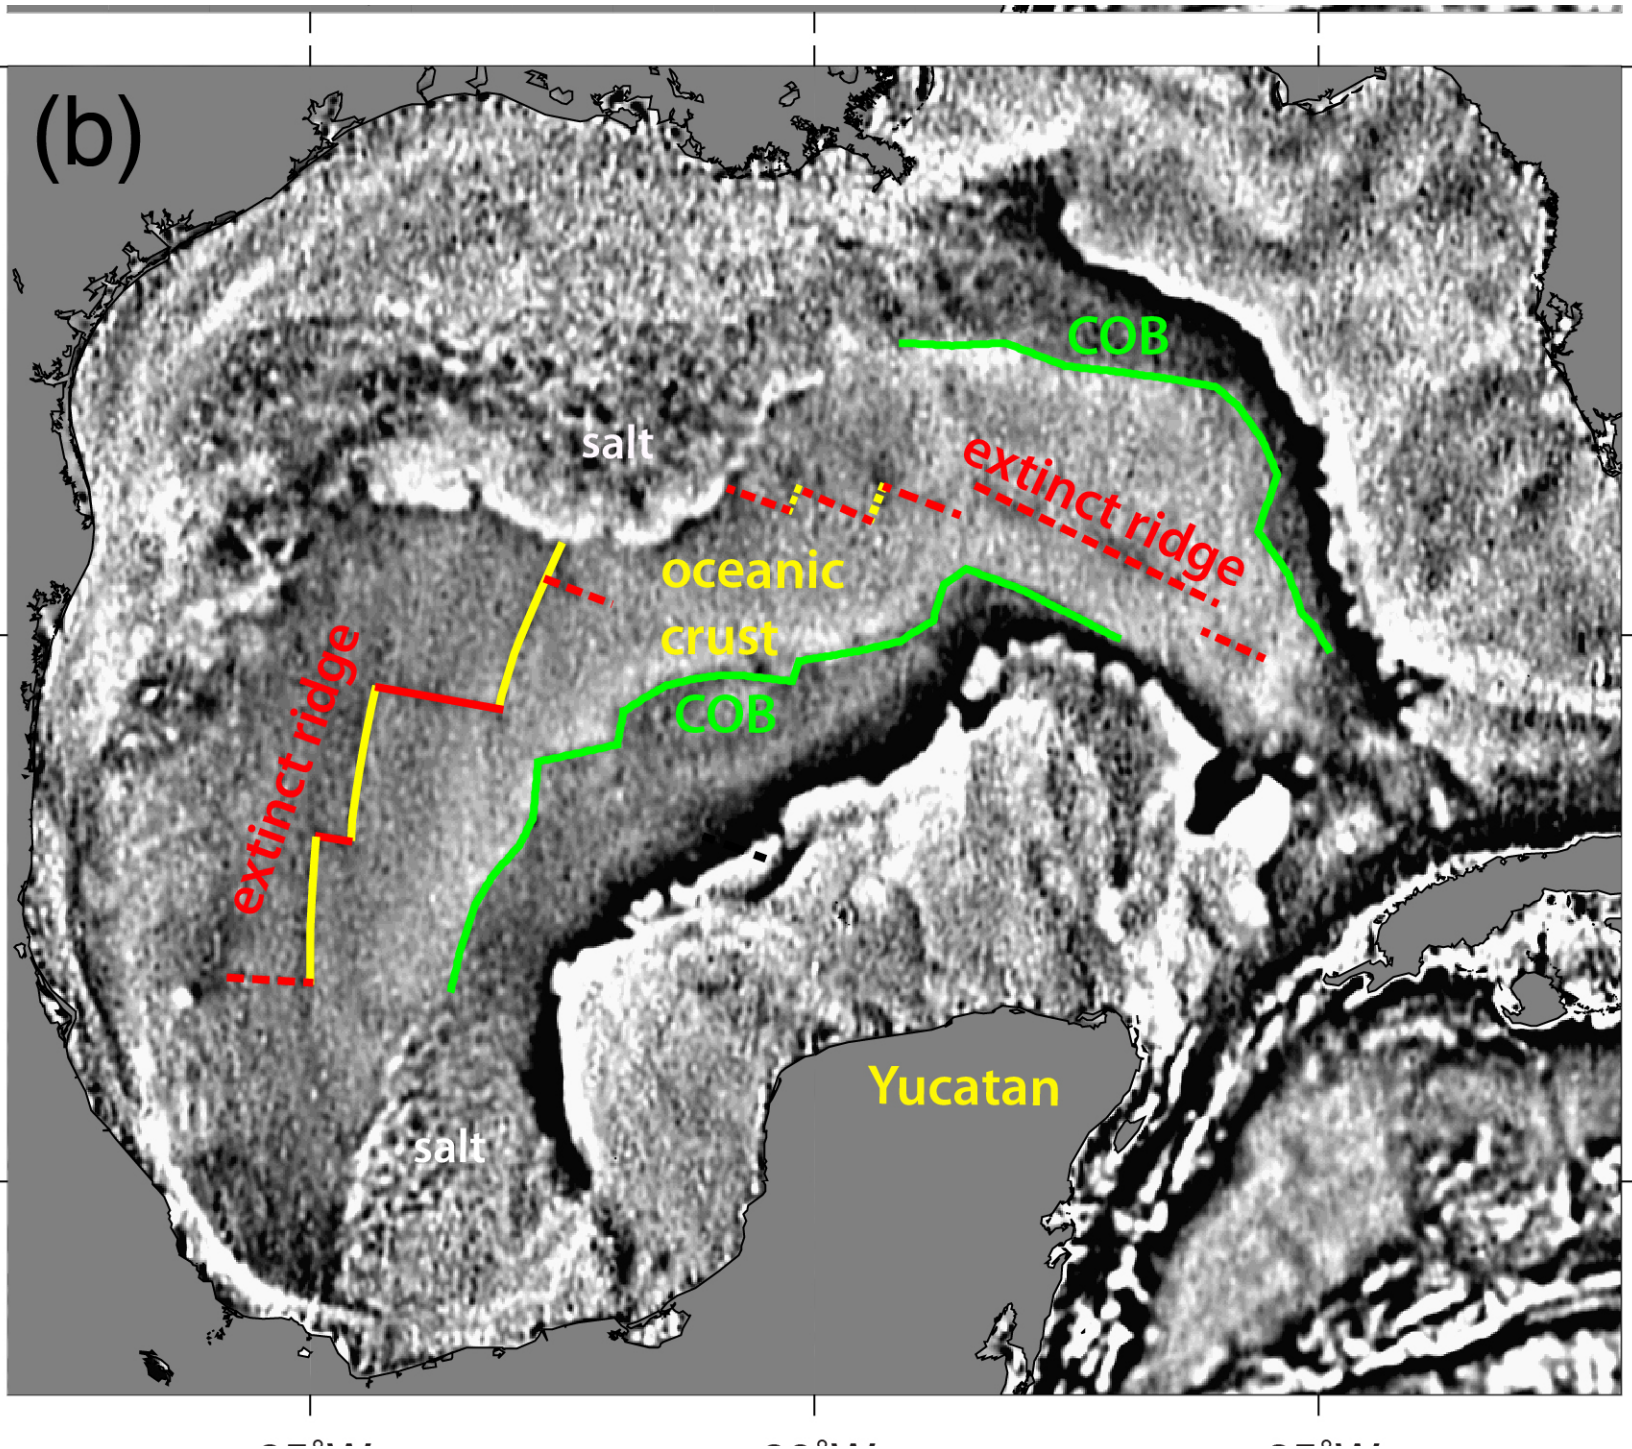 (b)
COB
salt
extinct ridge
oceanic
crust
extinct ridge
COB
Yucatan
salt